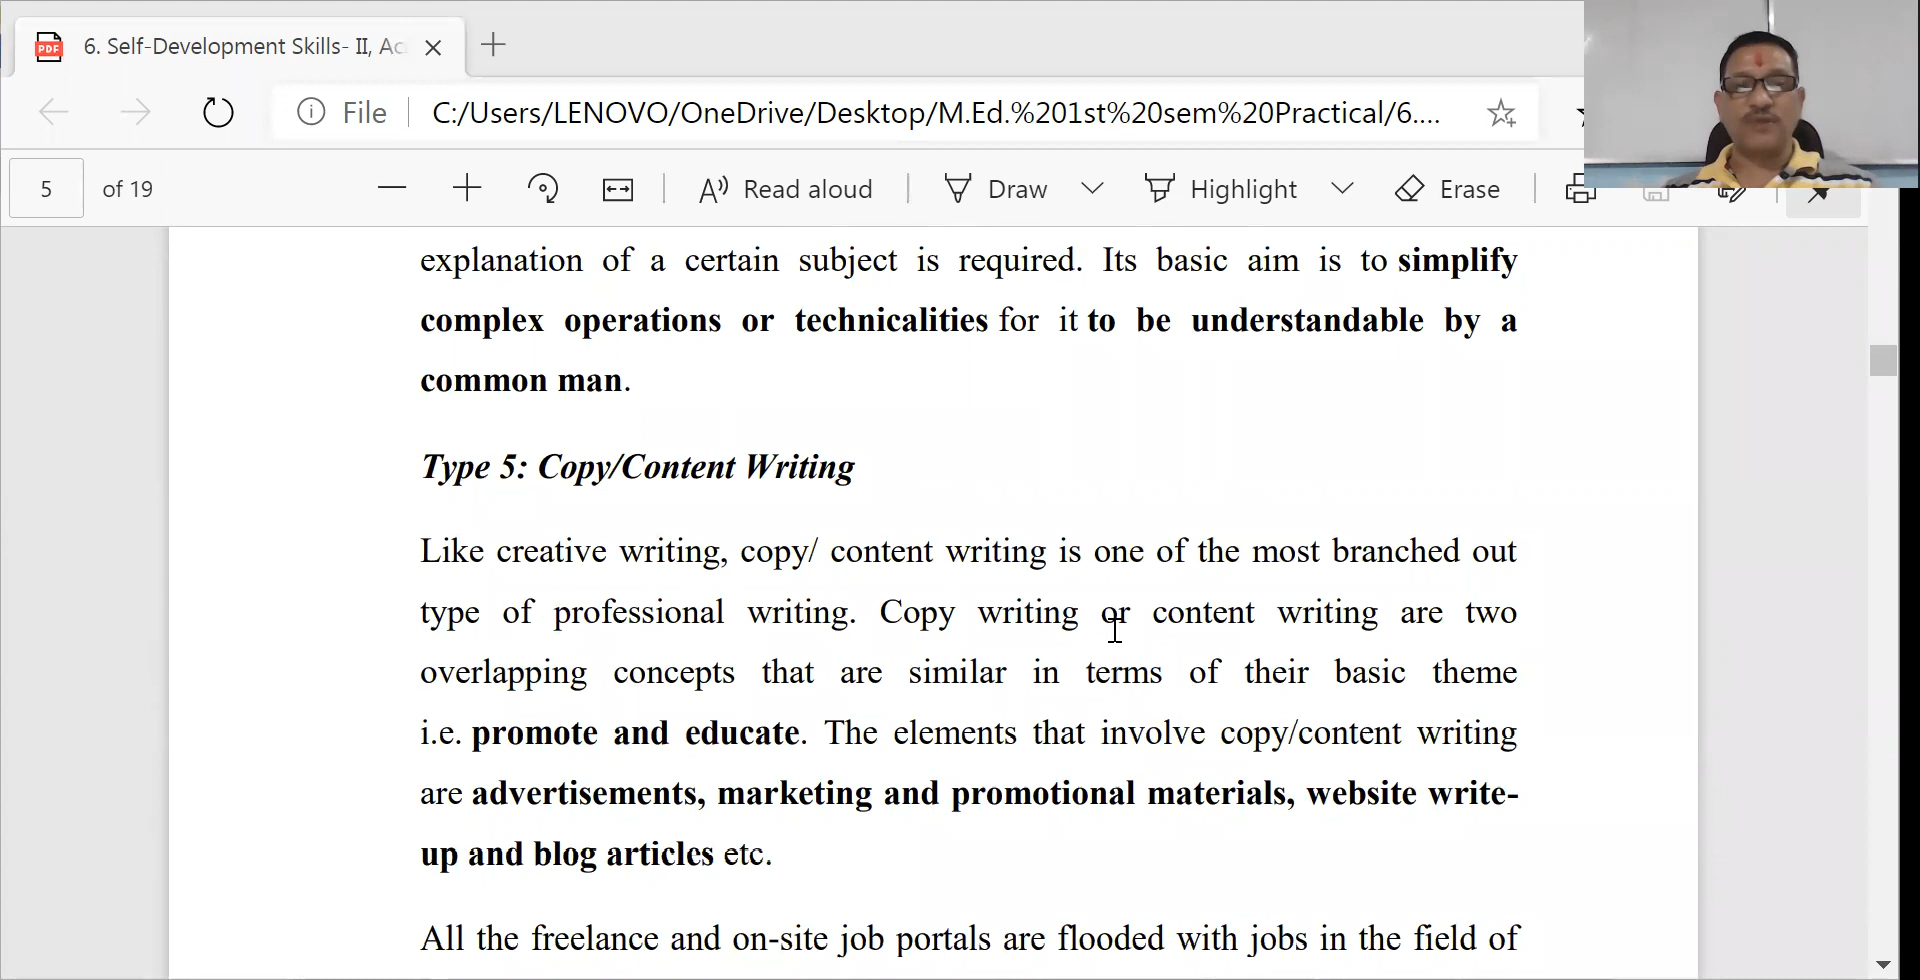 6. Self-Development Skills- II, Ac
File C:/Users/LENOVO/OneDrive/Desktop/M.Ed.%201st%20sem%20Practical/6....
5 of 19 Read aloud Draw Highlight Erase
explanation of a certain subject is required. Its basic aim is to simplify
complex operations or technicalities for it to be understandable by a
common man.
Type 5: Copy/Content Writing
Like creative writing, copy/ content writing is one of the most branched out
type of professional writing. Copy writing or content writing are two
overlapping concepts that are similar in terms of their basic theme
i.e. promote and educate. The elements that involve copy/content writing
are advertisements, marketing and promotional materials, website write-
up and blog articles etc.
All the freelance and on-site job portals are flooded with jobs in the field of